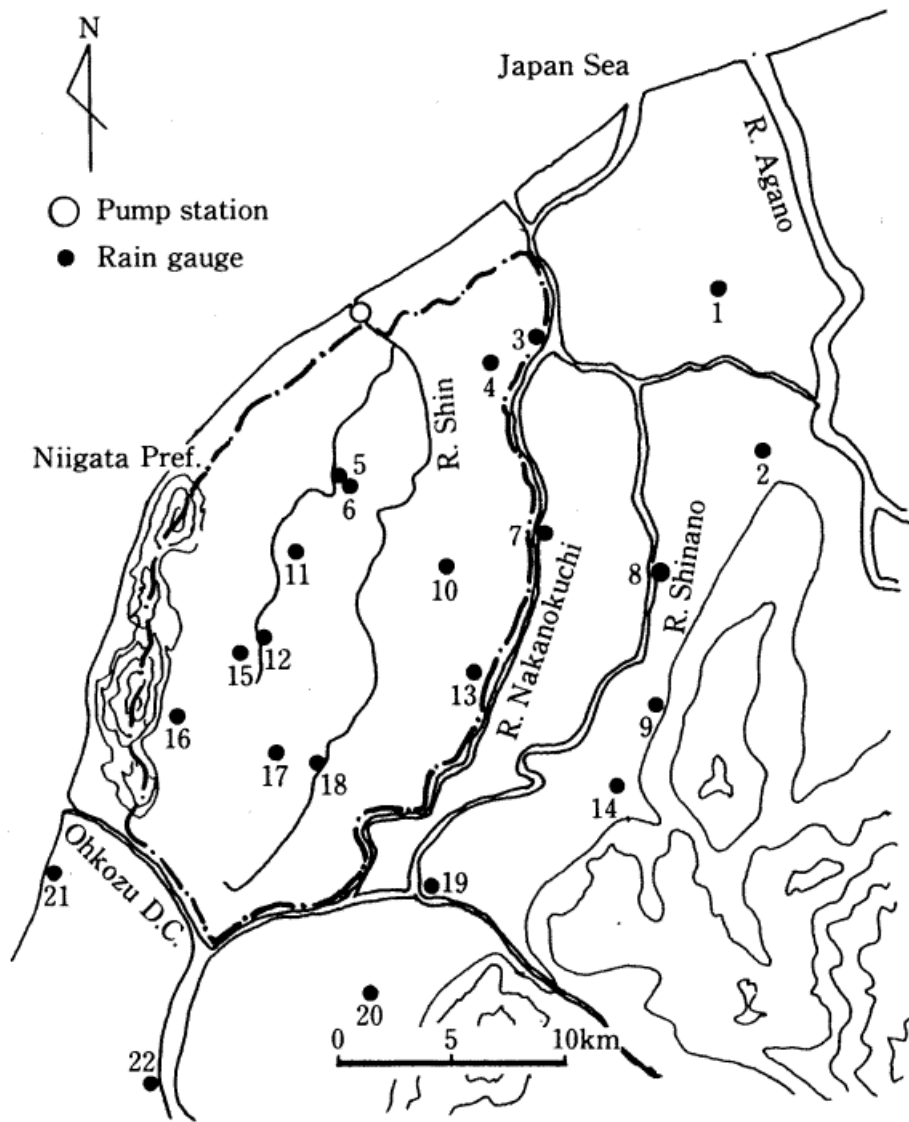 N
Japan Sea
R. Agano
Pump station
Rain gauge
1
3
4
R. Shin
Niigata Pref.
5
6
2
7
8
R. Shinano
11
10
R. Nakanokuchi
12
15
13
9
16
17
18
14
Ohkozu D.C.
21
19
20
0 5 10km
22